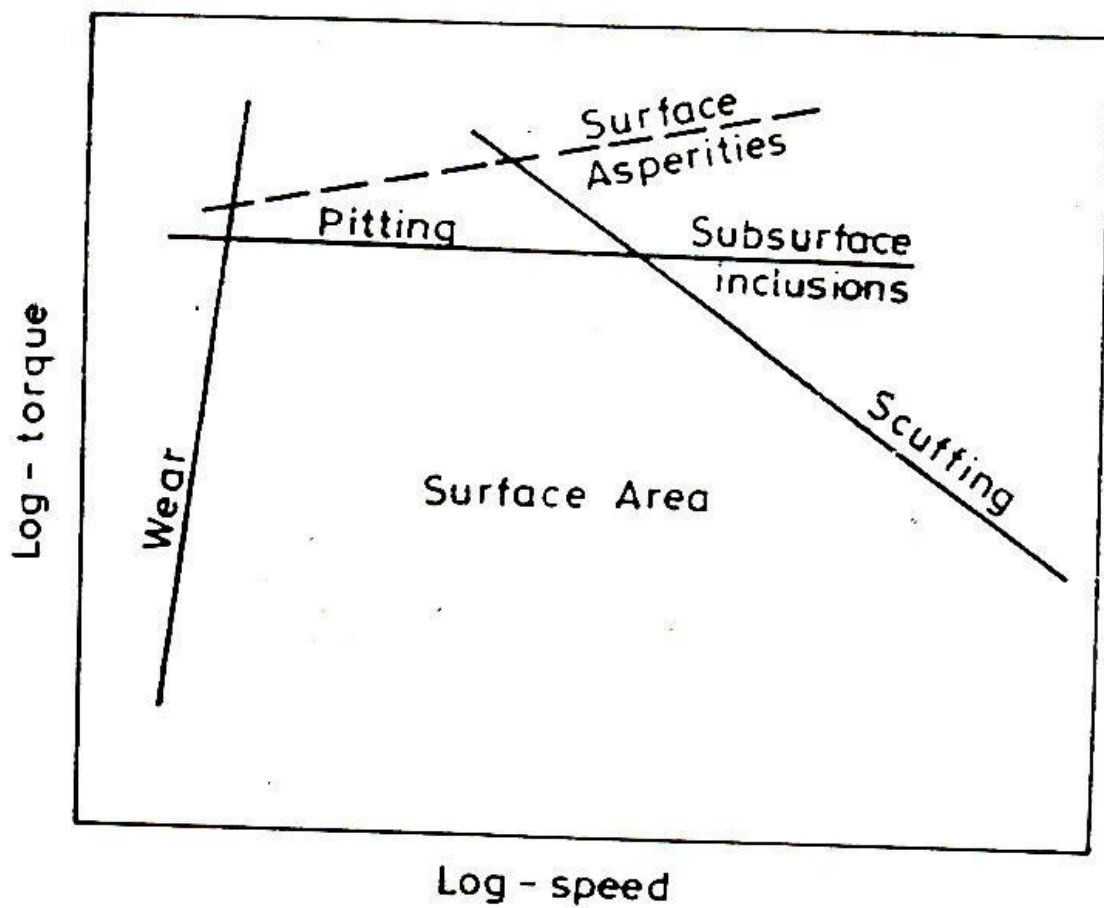 Surface
Asperities
Pitting
Subsurface
inclusions
Scuffing
Wear
Surface Area
Log - torque
Log - speed